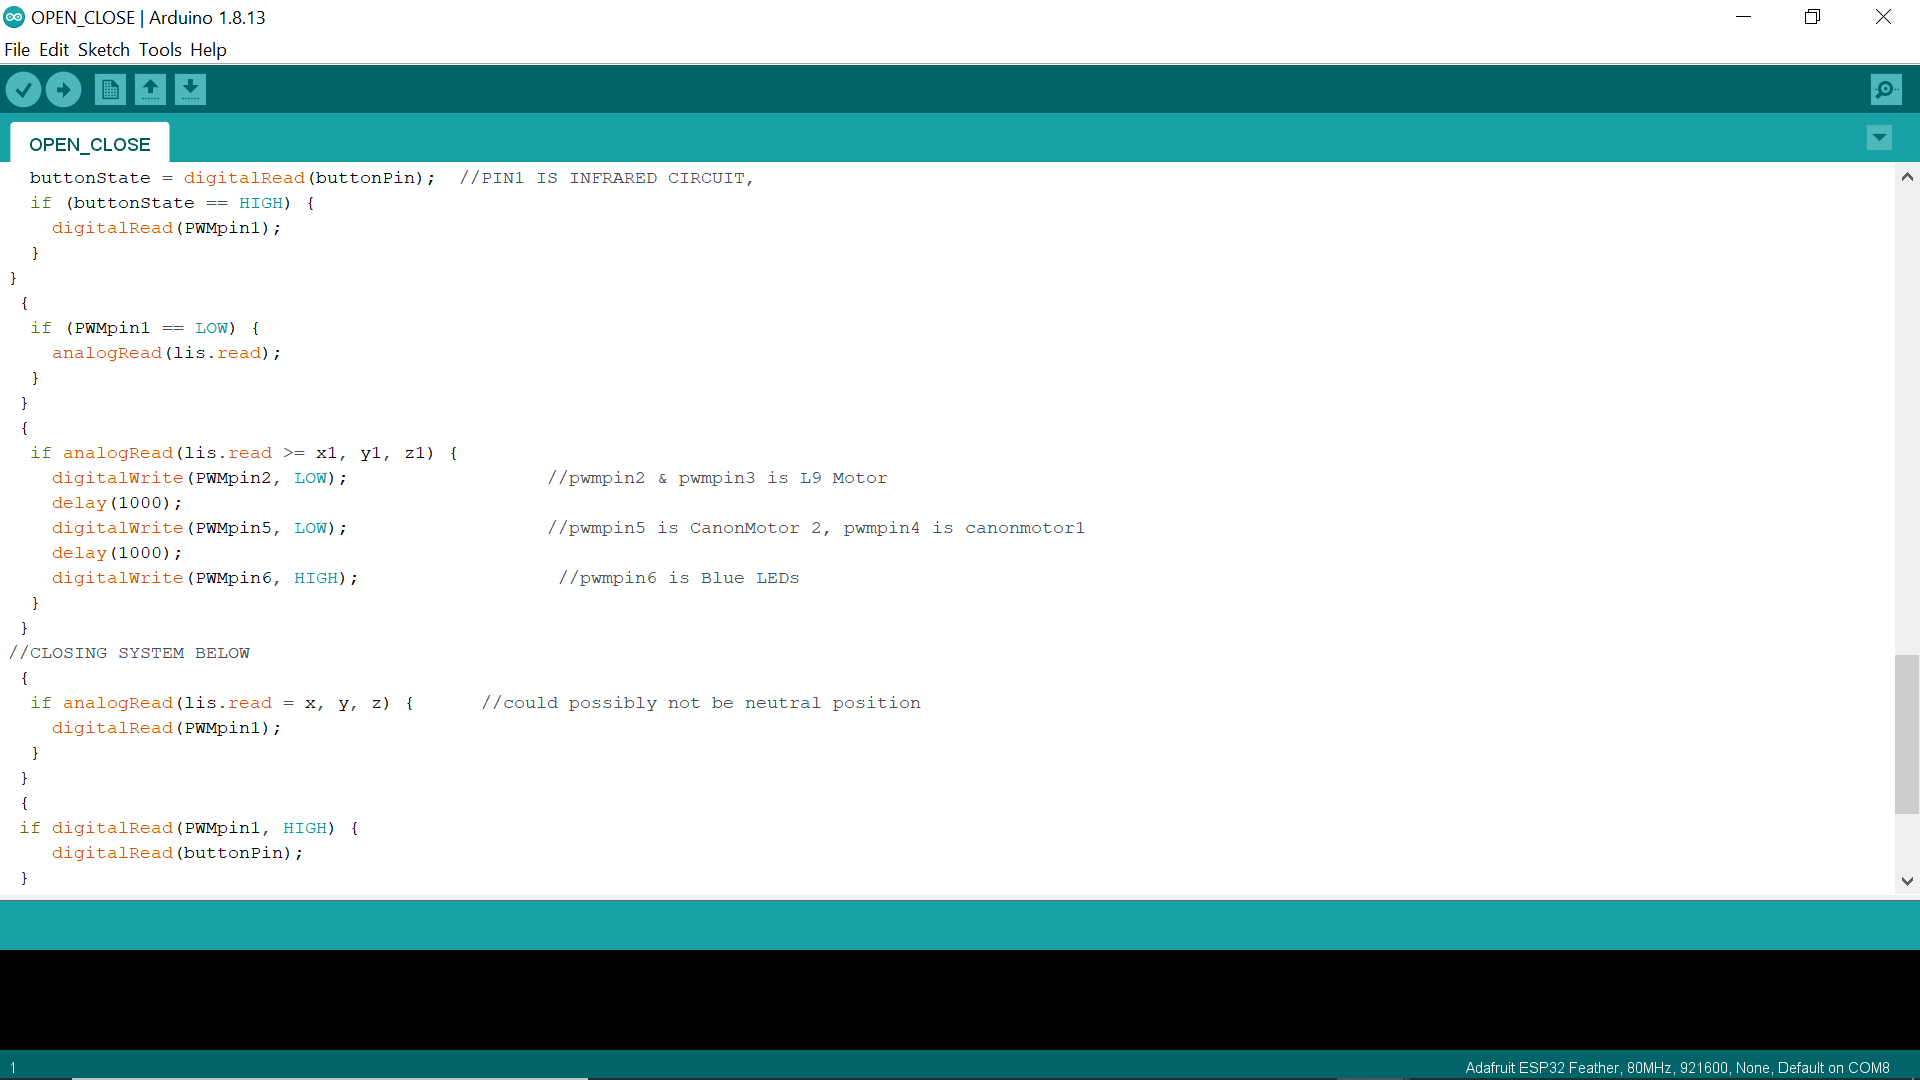 OPEN_CLOSE | Arduino 1.8.13
File Edit Sketch Tools Help
OPEN_CLOSE
buttonState = digitalRead(buttonPin);  //PIN1 IS INFRARED CIRCUIT,
if (buttonState == HIGH) {
digitalRead(PWMpin1);
}
}
{
if (PWMpin1 == LOW) {
analogRead(lis.read);
}
}
{
if analogRead(lis.read >= x1, y1, z1) {
digitalWrite(PWMpin2, LOW);                  //pwmpin2 & pwmpin3 is L9 Motor
delay(1000);
digitalWrite(PWMpin5, LOW);                  //pwmpin5 is CanonMotor 2, pwmpin4 is canonmotor1
delay(1000);
digitalWrite(PWMpin6, HIGH);                  //pwmpin6 is Blue LEDs
}
}
//CLOSING SYSTEM BELOW
{
if analogRead(lis.read = x, y, z) {      //could possibly not be neutral position
digitalRead(PWMpin1);
}
}
{
if digitalRead(PWMpin1, HIGH) {
digitalRead(buttonPin);
}
1
Adafruit ESP32 Feather, 80MHz, 921600, None, Default on COM8